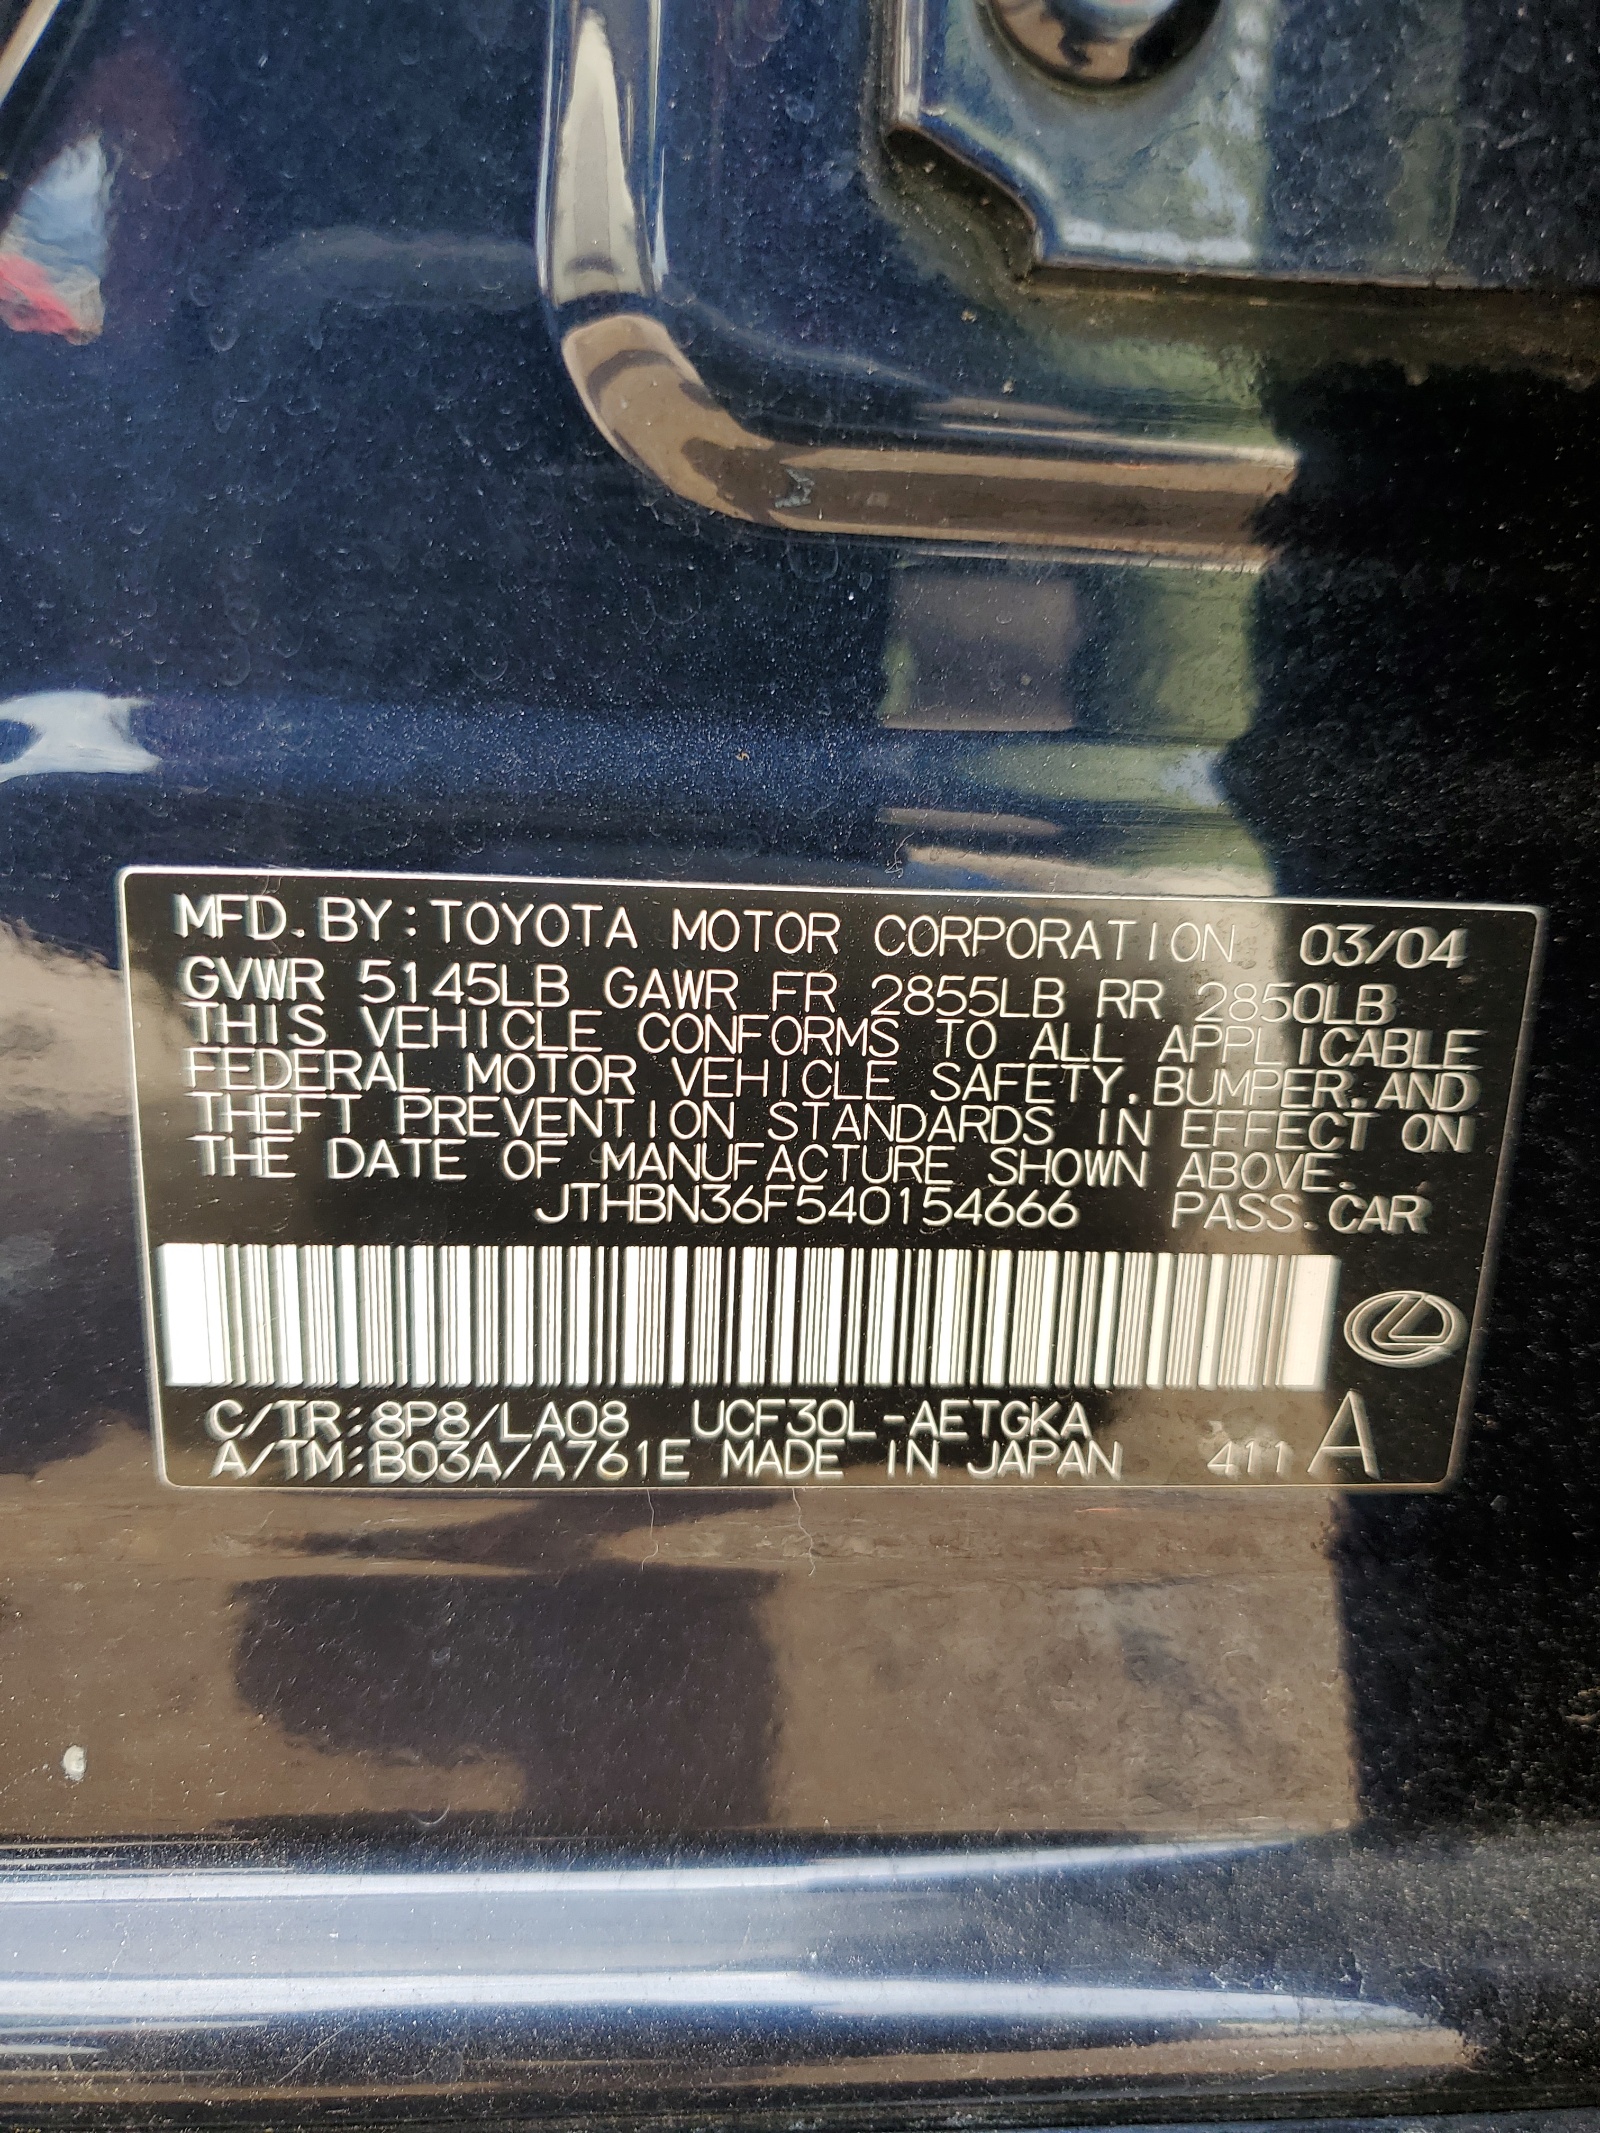 MFD. BY: TOYOTA MOTOR CORPORATION 03/04
GVWR 5145LB GAWR FR 2855LB RR 2850LB
THIS VEHICLE CONFORMS TO ALL APPLICABLE
FEDERAL MOTOR VEHICLE SAFETY. BUMPER. AND
THEFT PREVENTION STANDARDS IN EFFECT ON
THE DATE OF MANUFACTURE SHOWN ABOVE.
JTHBN36F540154666 PASS. CAR
C/TR: 8P8/LA08 UCF30L-AETGKA
A/TM: B03A/A761E MADE IN JAPAN 411 A